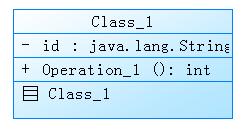 Class_1
- id : java.lang.String
+ Operation_1 (): int
Class_1